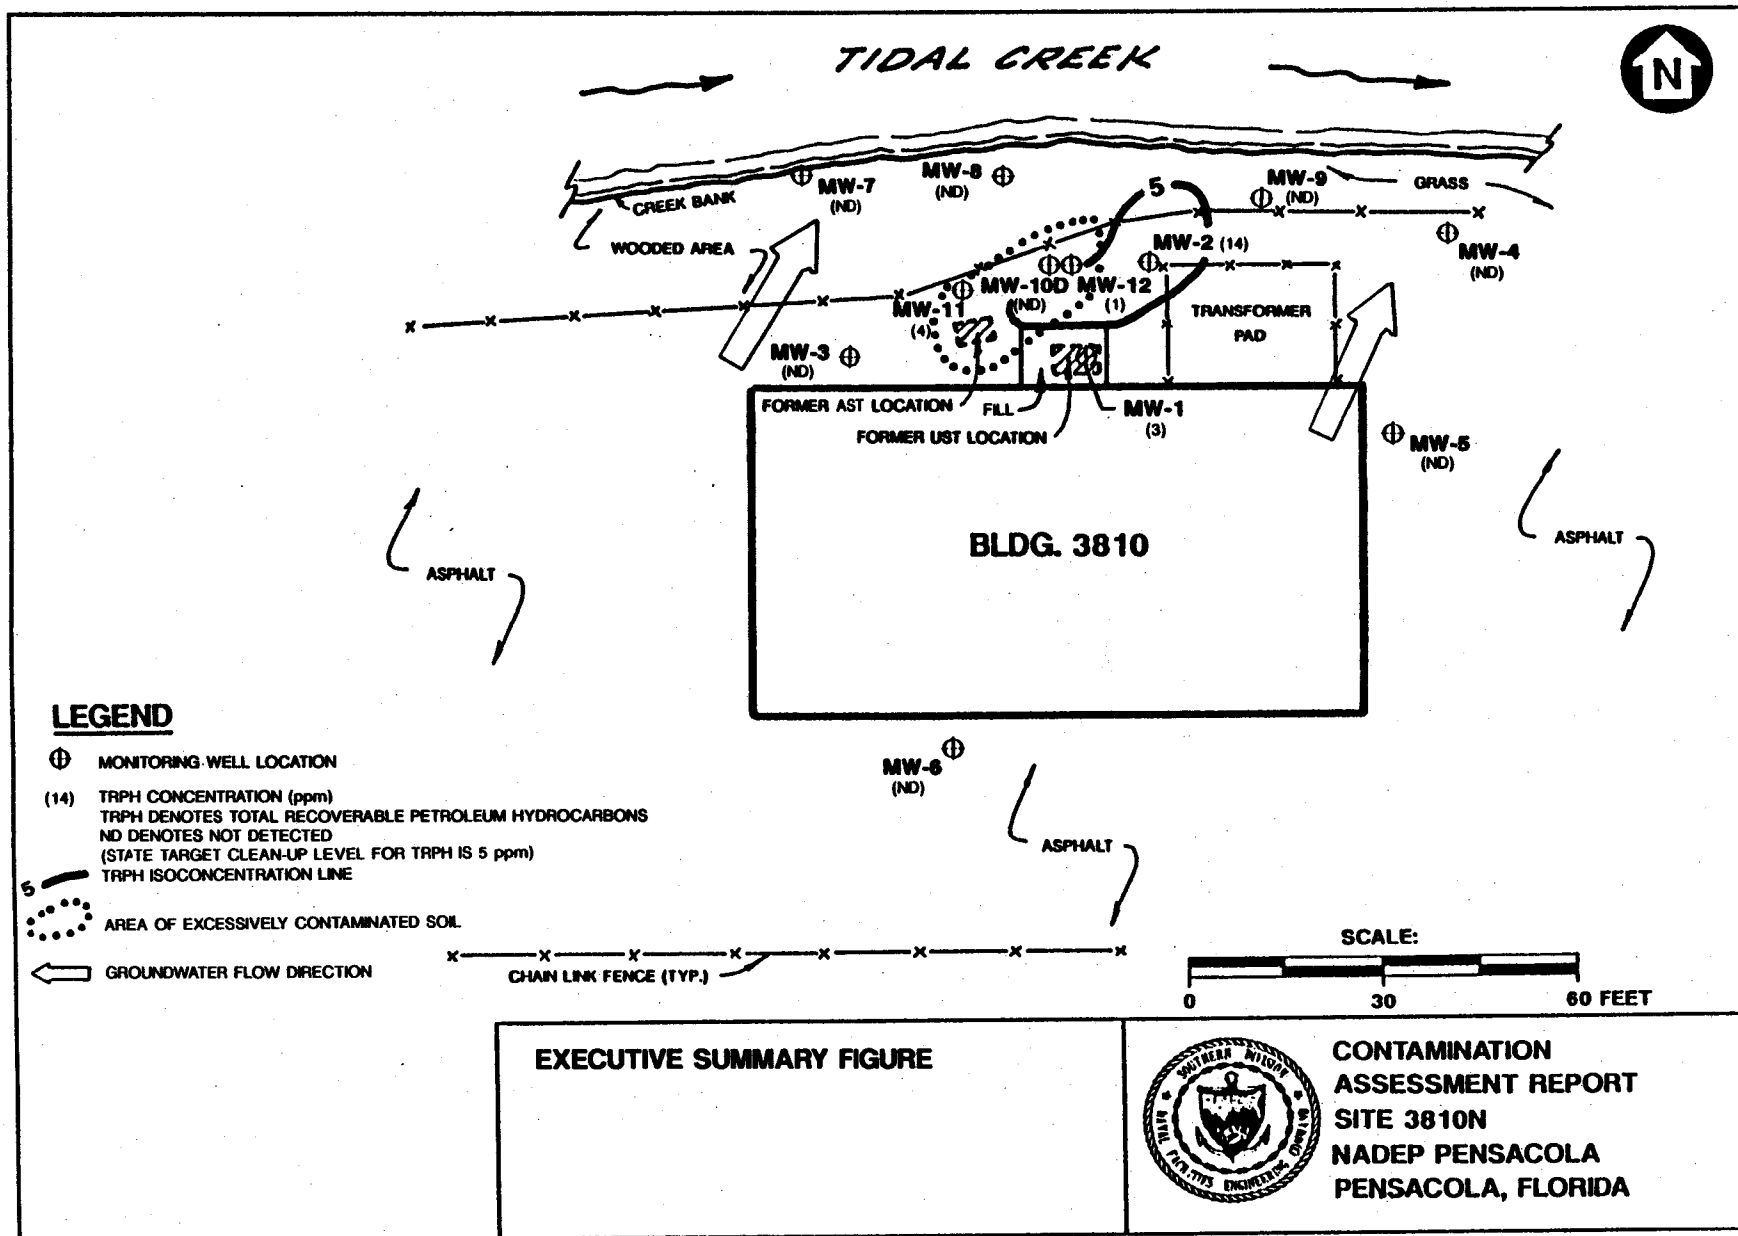 TIDAL CREEK
N
MW-7
(ND)
MW-8
(ND)
MW-9
(ND)
GRASS
CREEK BANK
5
WOODED AREA
MW-2 (14)
MW-4
(ND)
MW-10D
(ND)
MW-12
(1)
MW-11
(4)
TRANSFORMER
PAD
MW-3
(ND)
FORMER AST LOCATION
FILL
MW-1
(3)
FORMER UST LOCATION
MW-5
(ND)
BLDG. 3810
ASPHALT
ASPHALT
LEGEND
MONITORING WELL LOCATION
(14) TRPH CONCENTRATION (ppm)
TRPH DENOTES TOTAL RECOVERABLE PETROLEUM HYDROCARBONS
ND DENOTES NOT DETECTED
(STATE TARGET CLEAN-UP LEVEL FOR TRPH IS 5 ppm)
5 TRPH ISOCONCENTRATION LINE
AREA OF EXCESSIVELY CONTAMINATED SOIL
GROUNDWATER FLOW DIRECTION
MW-6
(ND)
ASPHALT
CHAIN LINK FENCE (TYP.)
SCALE:
0 30 60 FEET
EXECUTIVE SUMMARY FIGURE
SOUTHERN DIVISION
NAVAL FACILITIES ENGINEERING
CONTAMINATION
ASSESSMENT REPORT
SITE 3810N
NADEP PENSACOLA
PENSACOLA, FLORIDA